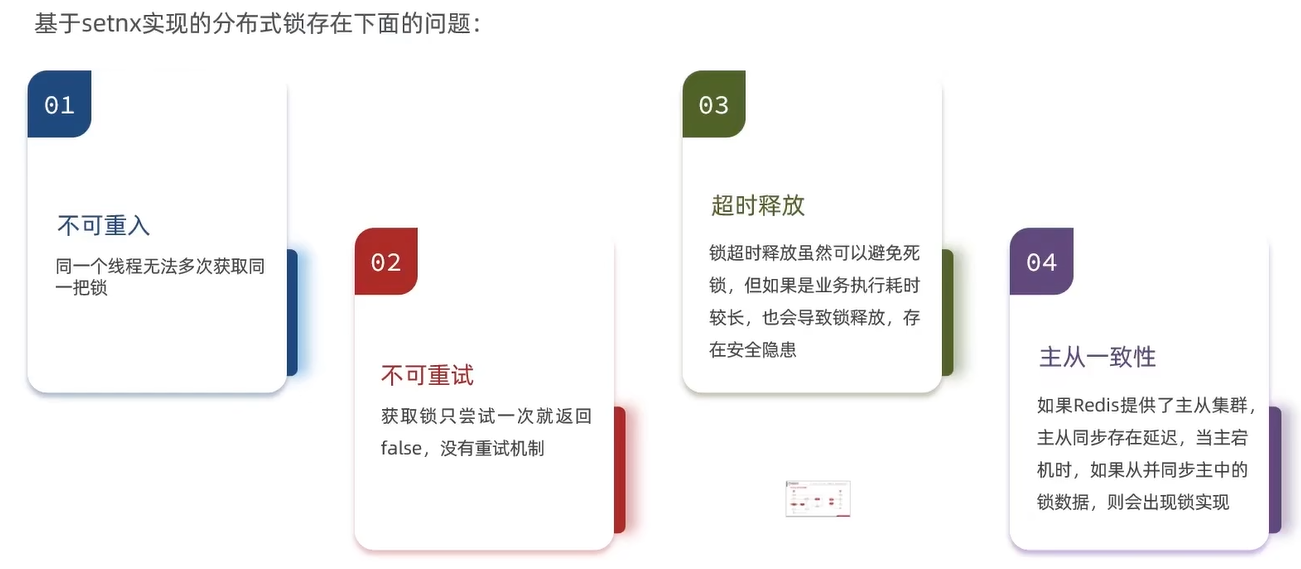 基于setnx实现的分布式锁存在下面的问题：
01
不可重入
同一个线程无法多次获取同
一把锁
02
不可重试
获取锁只尝试一次就返回
false，没有重试机制
03
超时释放
锁超时释放虽然可以避免死
锁，但如果是业务执行耗时
较长，也会导致锁释放，存
在安全隐患
04
主从一致性
如果Redis提供了主从集群，
主从同步存在延迟，当主宕
机时，如果从并同步主中的
锁数据，则会出现锁实现